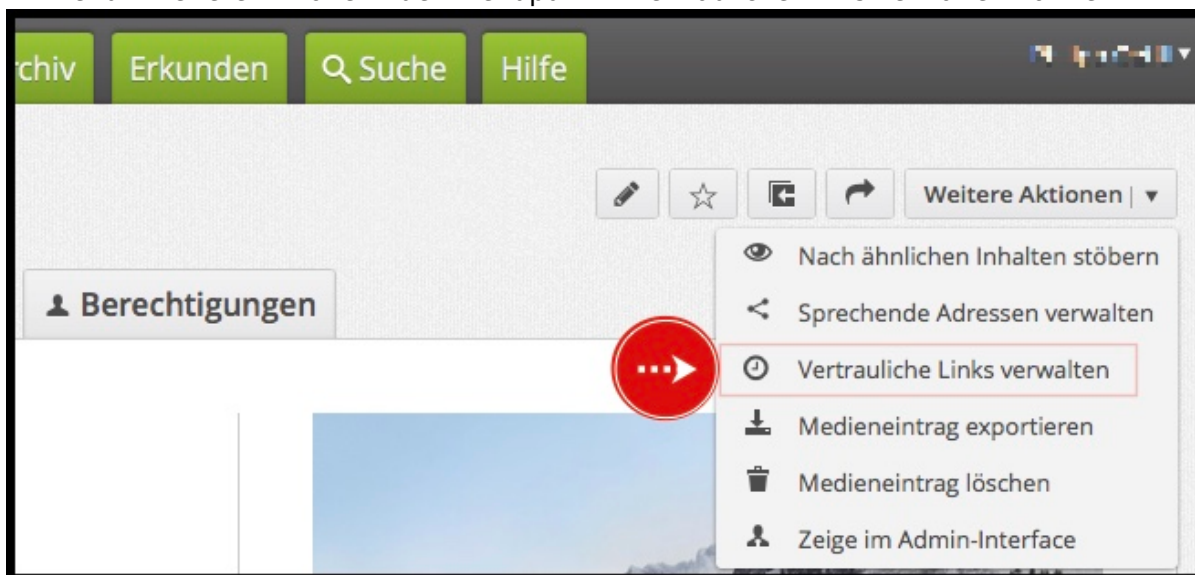 chiv Erkunden Suche Hilfe
Weitere Aktionen
Nach ähnlichen Inhalten stöbern
Berechtigungen
Sprechende Adressen verwalten
Vertrauliche Links verwalten
Medieneintrag exportieren
Medieneintrag löschen
Zeige im Admin-Interface